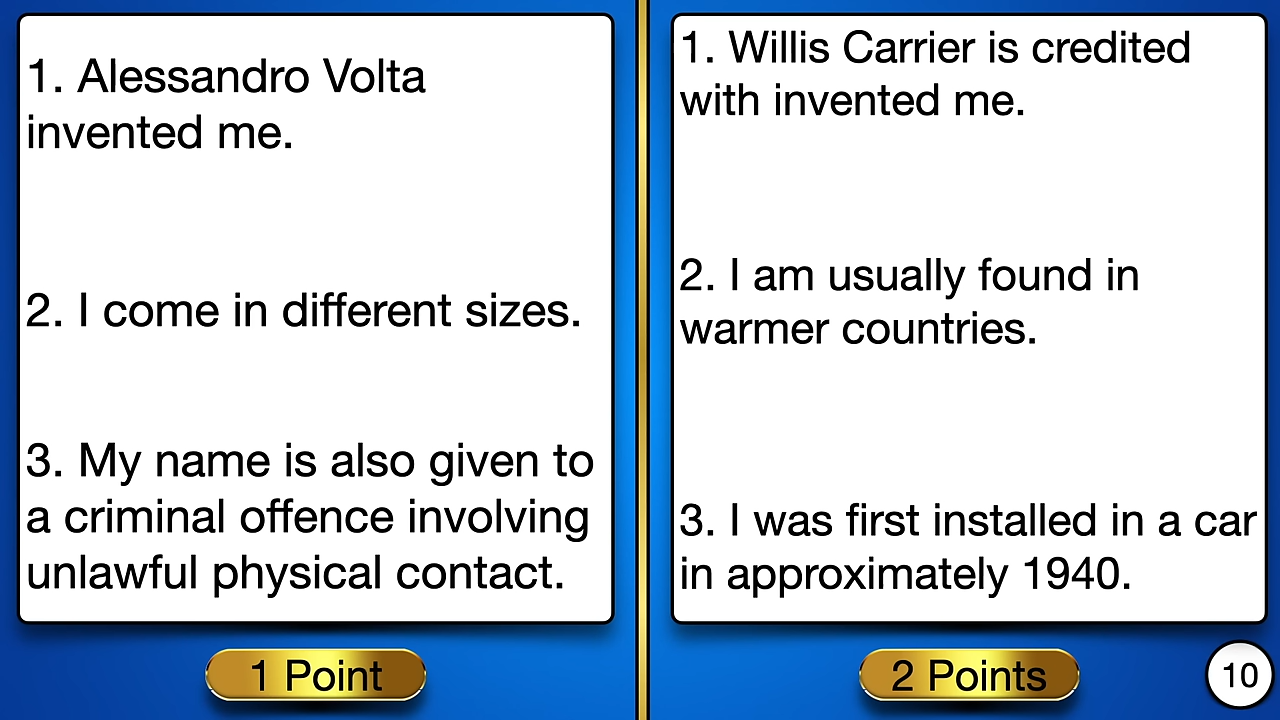 1. Alessandro Volta
invented me.
2. I come in different sizes.
3. My name is also given to
a criminal offence involving
unlawful physical contact.
1 Point
1. Willis Carrier is credited
with invented me.
2. I am usually found in
warmer countries.
3. I was first installed in a car
in approximately 1940.
2 Points
10